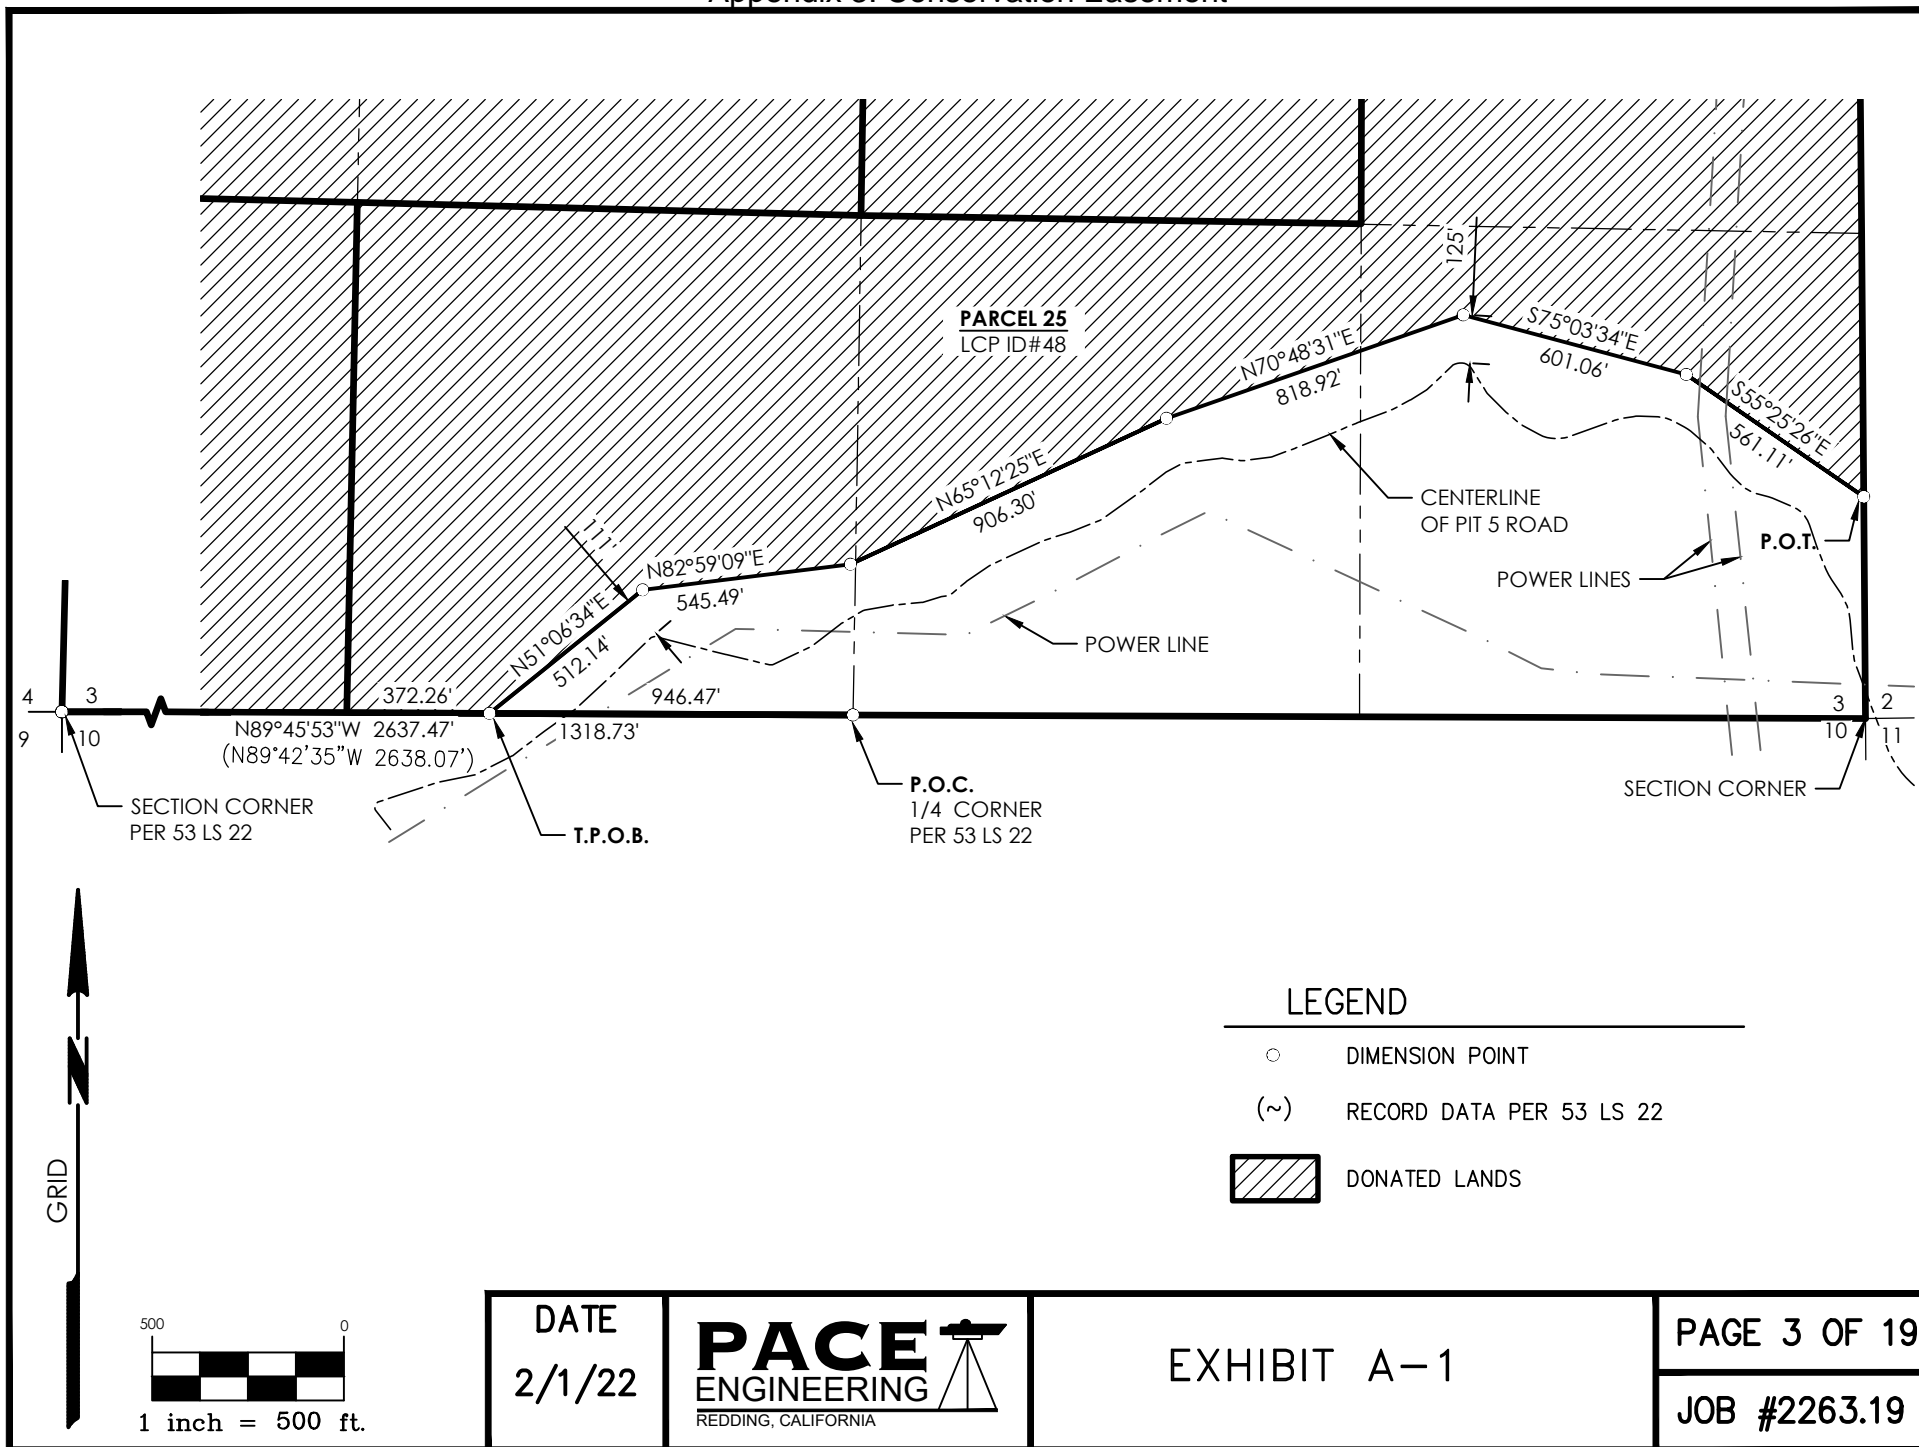 Appendix 3: Conservation Easement
PARCEL 25
LCP ID#48
125'
N70°48'31"E
818.92'
S75°03'34"E
601.06'
S55°25'26"E
561.11'
N65°12'25"E
906.30'
CENTERLINE
OF PIT 5 ROAD
P.O.T.
POWER LINES
111'
N82°59'09"E
545.49'
N51°06'34"E
512.14'
POWER LINE
4
3
9
10
372.26'
946.47'
N89°45'53"W 2637.47'
(N89°42'35"W 2638.07')
1318.73'
3
2
10
11
SECTION CORNER
PER 53 LS 22
T.P.O.B.
P.O.C.
1/4 CORNER
PER 53 LS 22
SECTION CORNER
N
GRID
LEGEND
DIMENSION POINT
(~) RECORD DATA PER 53 LS 22
DONATED LANDS
500 0
1 inch = 500 ft.
DATE
2/1/22
PACE
ENGINEERING
REDDING, CALIFORNIA
EXHIBIT A-1
PAGE 3 OF 19
JOB #2263.19